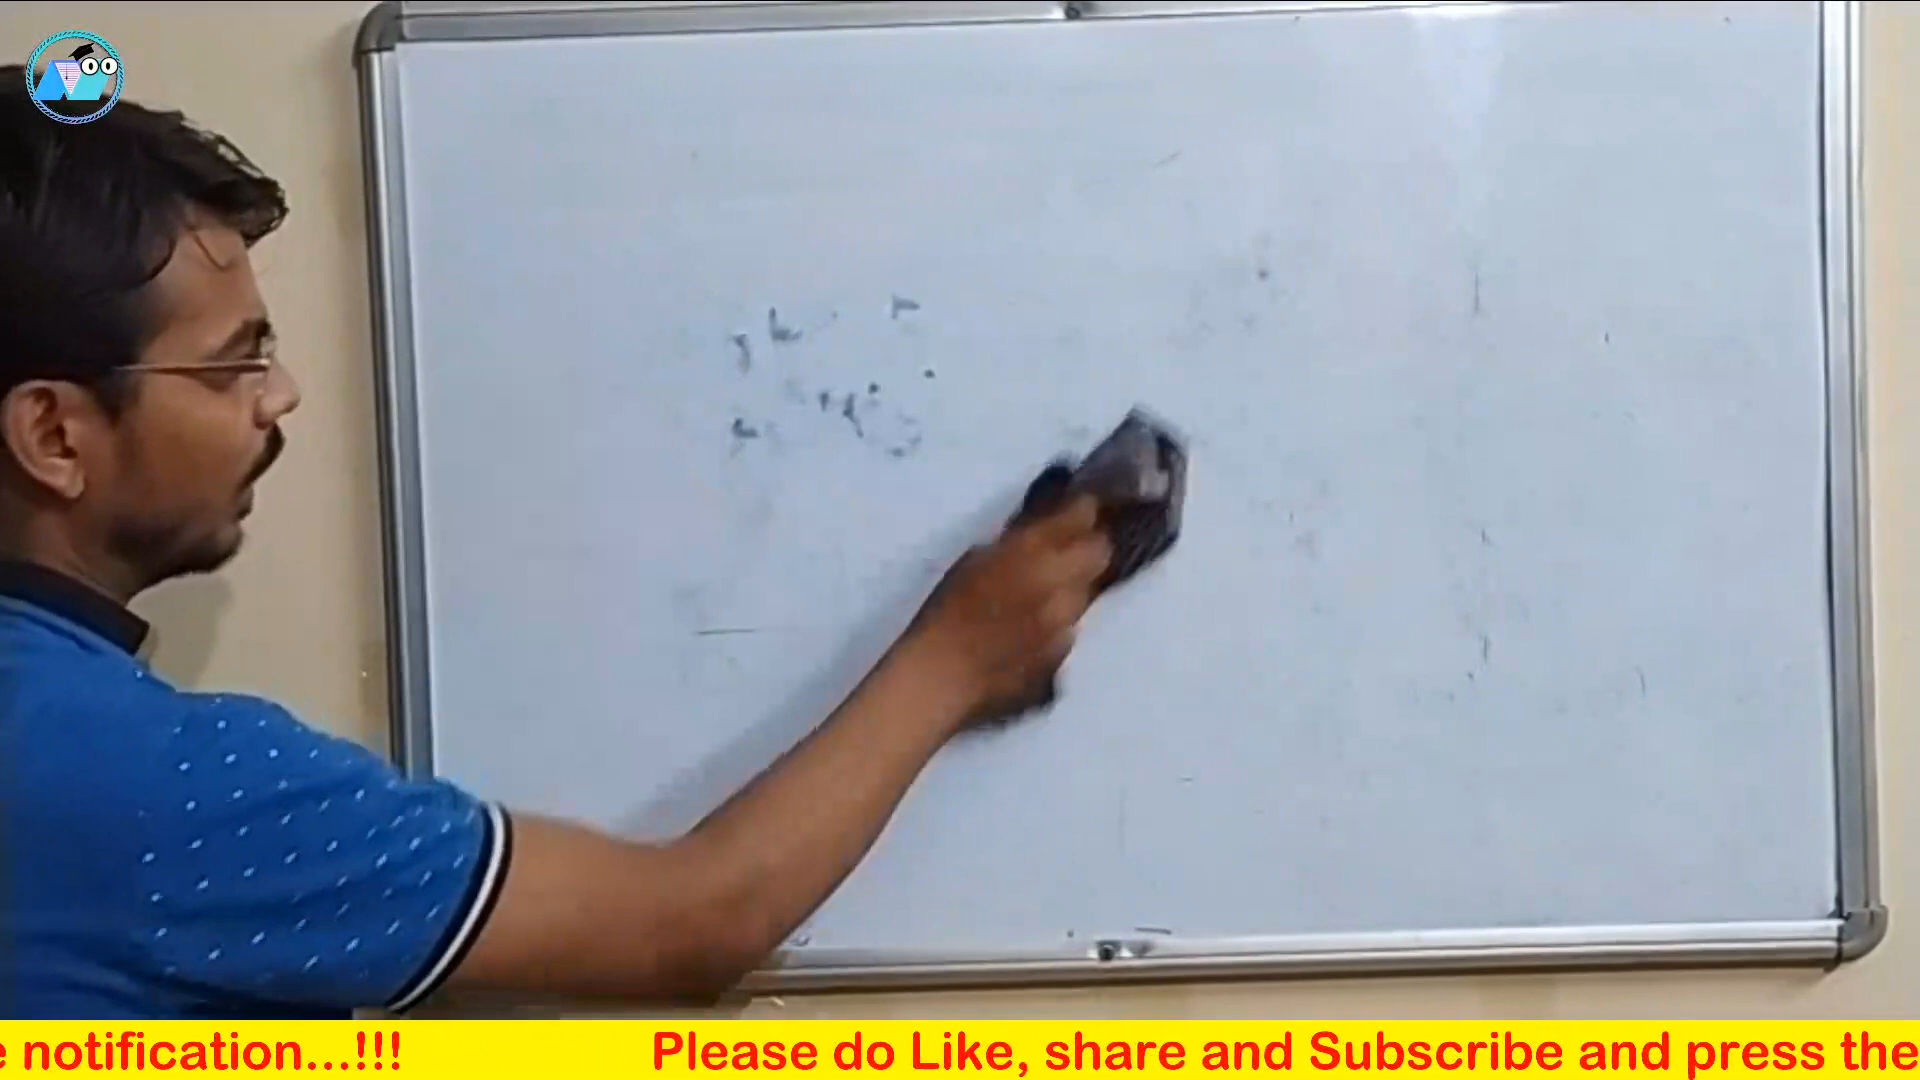 notification...!!! Please do Like, share and Subscribe and press the